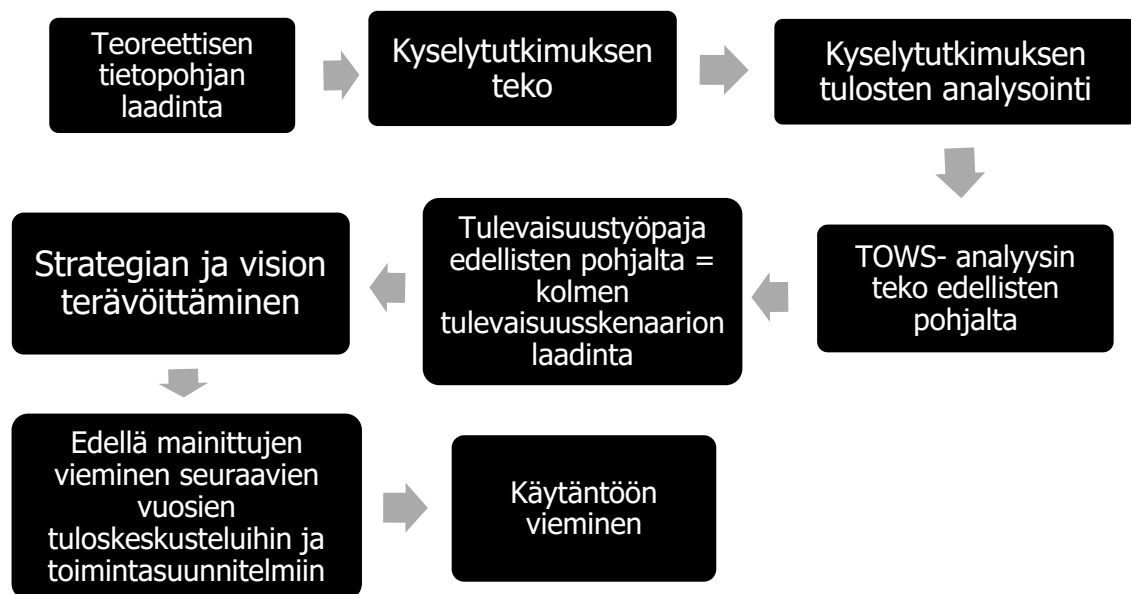 Teoreettisen
tietopohjan
laadinta
Kyselytutkimuksen
teko
Kyselytutkimuksen
tulosten analysointi
TOWS- analyysin
teko edellisten
pohjalta
Tulevaisuustyöpaja
edellisten pohjalta =
kolmen
tulevaisuusskenaarion
laadinta
Strategian ja vision
terävöittäminen
Edellä mainittujen
vieminen seuraavien
vuosien
tuloskeskusteluihin ja
toimintasuunnitelmiin
Käytäntöön
vieminen